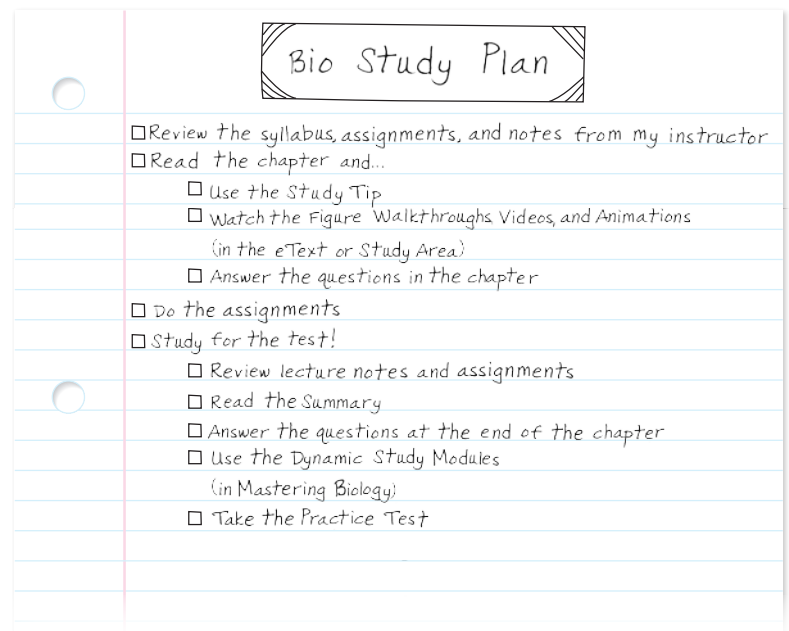 Bio Study Plan
Review the syllabus, assignments, and notes from my instructor
Read the chapter and...
Use the Study Tip
Watch the Figure Walkthroughs, Videos, and Animations
(in the eText or Study Area)
Answer the questions in the chapter
Do the assignments
Study for the test!
Review lecture notes and assignments
Read the Summary
Answer the questions at the end of the chapter
Use the Dynamic Study Modules
(in Mastering Biology)
Take the Practice Test